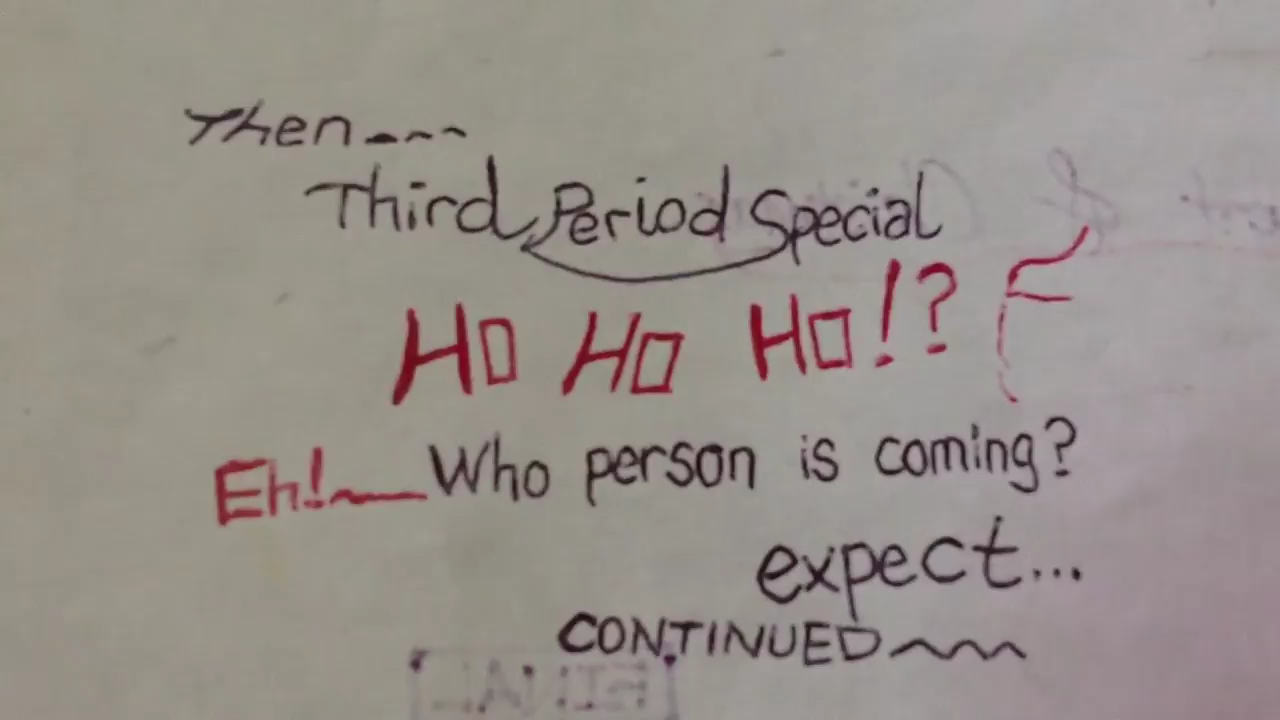 Then---
Third Period Special
HO HO HO!?
Eh!~~Who person is coming?
expect...
CONTINUED~~~